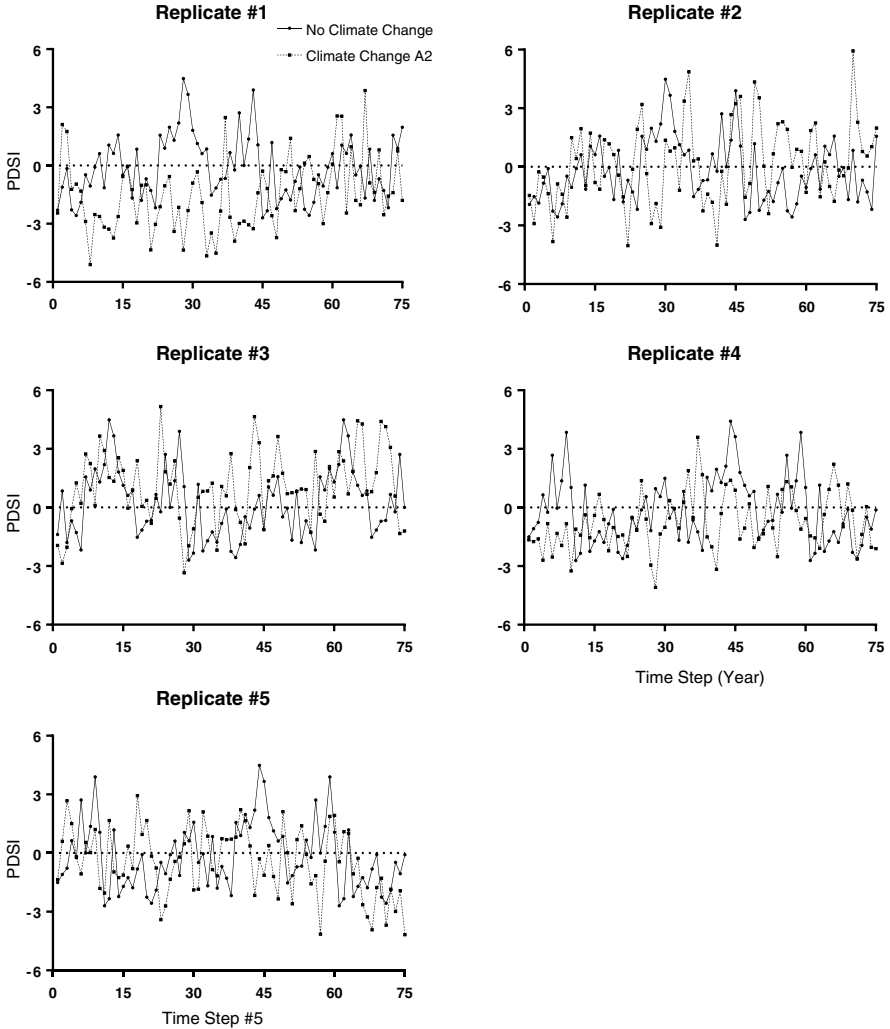 Replicate #1
No Climate Change
Climate Change A2
PDSI
6
3
0
-3
-6
0 15 30 45 60 75
Replicate #2
6
3
0
-3
-6
0 15 30 45 60 75
Replicate #3
PDSI
6
3
0
-3
-6
0 15 30 45 60 75
Replicate #4
6
3
0
-3
-6
0 15 30 45 60 75
Time Step (Year)
Replicate #5
PDSI
6
3
0
-3
-6
0 15 30 45 60 75
Time Step #5